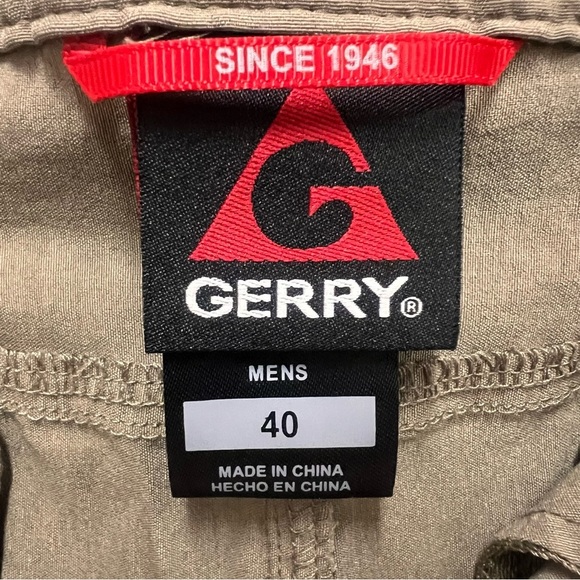 SINCE 1946
G
GERRY®
MENS
40
MADE IN CHINA
HECHO EN CHINA